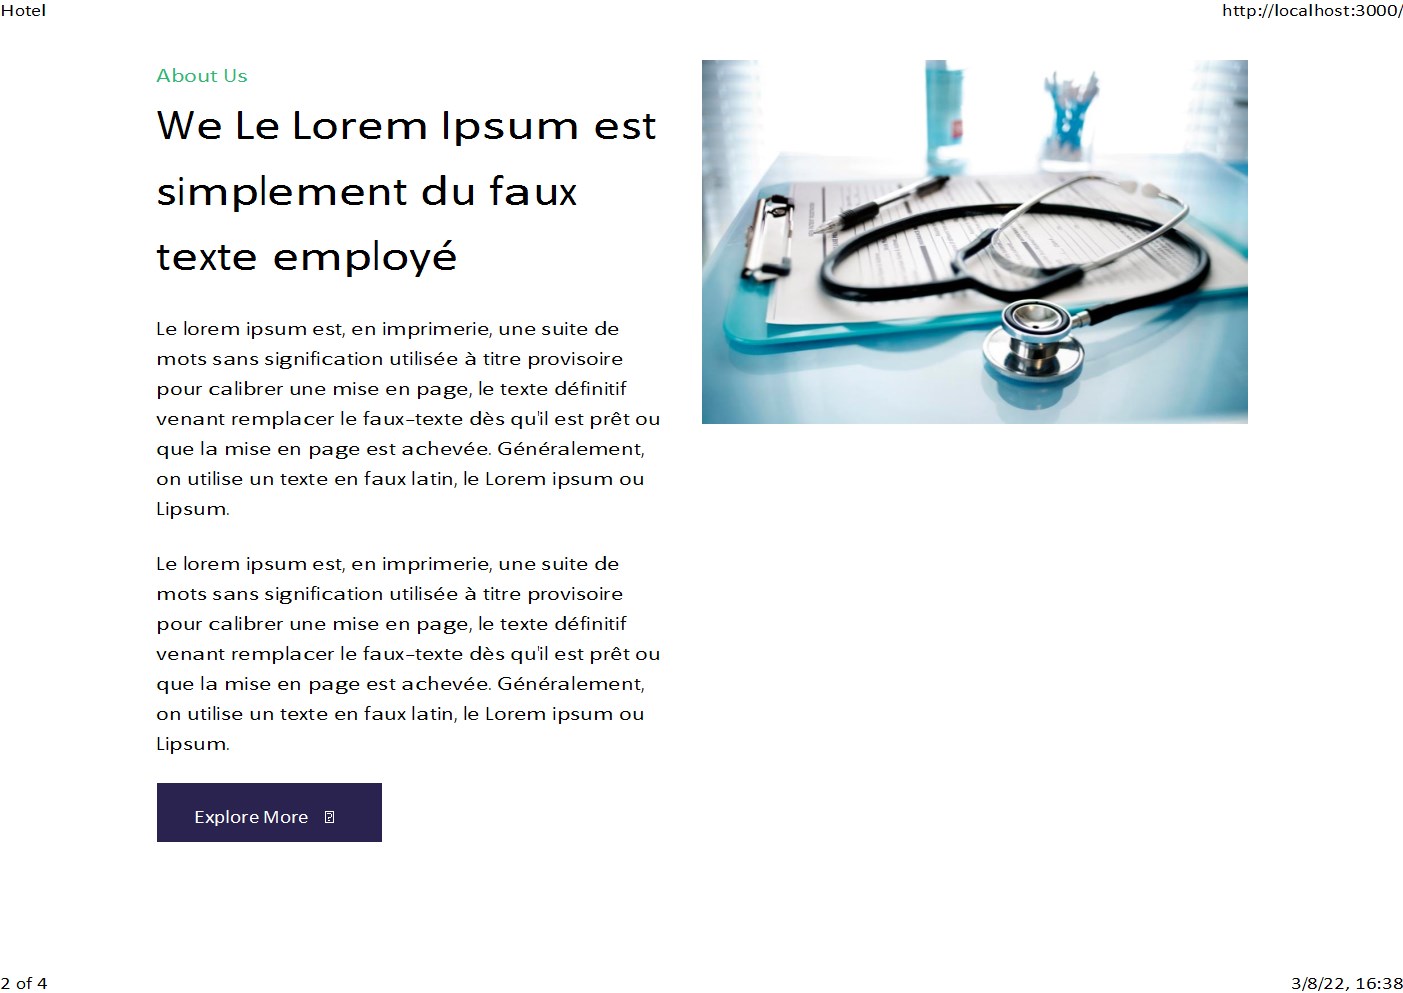 Hotel
http://localhost:3000/
About Us
We Le Lorem Ipsum est
simplement du faux
texte employé
Le lorem ipsum est, en imprimerie, une suite de
mots sans signification utilisée à titre provisoire
pour calibrer une mise en page, le texte définitif
venant remplacer le faux-texte dès qu'il est prêt ou
que la mise en page est achevée. Généralement,
on utilise un texte en faux latin, le Lorem ipsum ou
Lipsum.
Le lorem ipsum est, en imprimerie, une suite de
mots sans signification utilisée à titre provisoire
pour calibrer une mise en page, le texte définitif
venant remplacer le faux-texte dès qu'il est prêt ou
que la mise en page est achevée. Généralement,
on utilise un texte en faux latin, le Lorem ipsum ou
Lipsum.
Explore More
2 of 4
3/8/22, 16:38